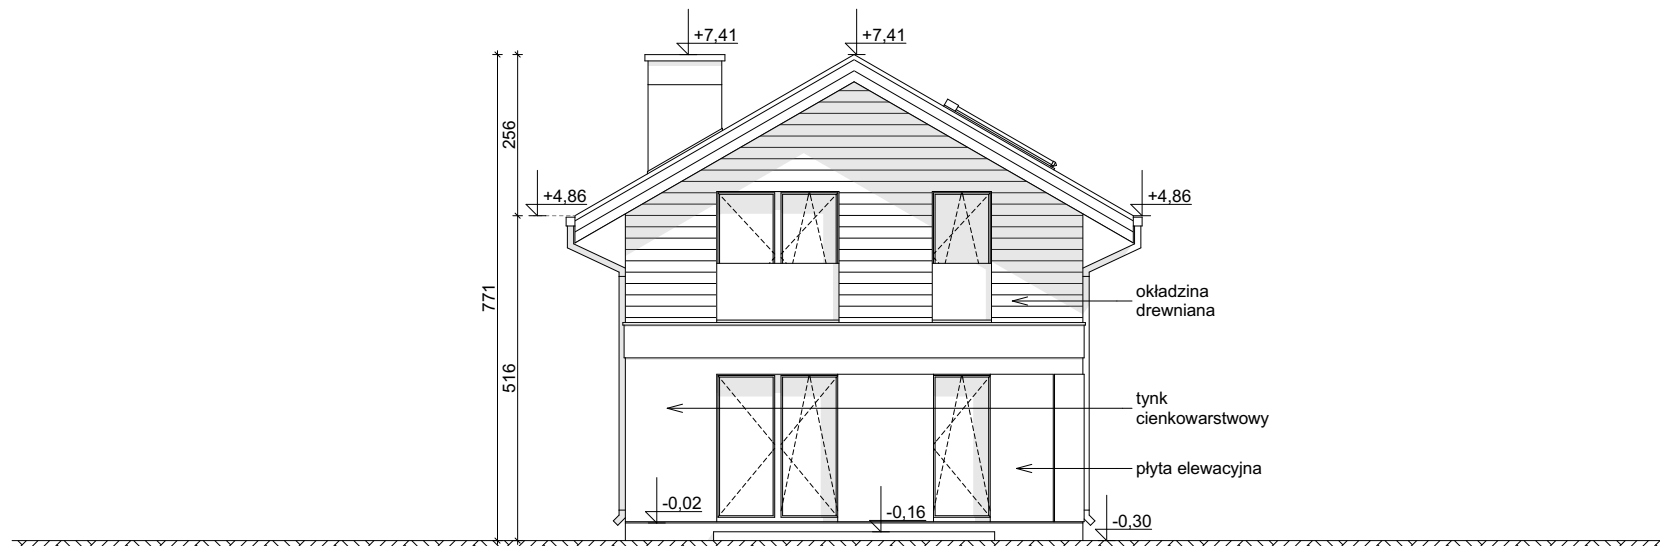 +7,41
+7,41
256
+4,86
+4,86
771
okładzina
drewniana
516
tynk
cienkowarstwowy
płyta elewacyjna
-0,02
-0,16
-0,30